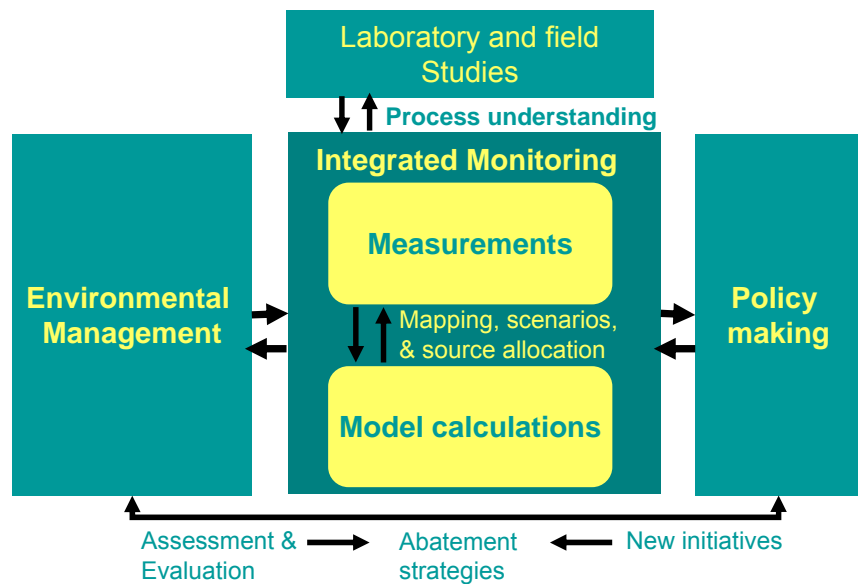 Laboratory and field
Studies
Process understanding
Integrated Monitoring
Measurements
Environmental
Management
Mapping, scenarios,
& source allocation
Policy
making
Model calculations
Assessment &
Evaluation
Abatement
strategies
New initiatives